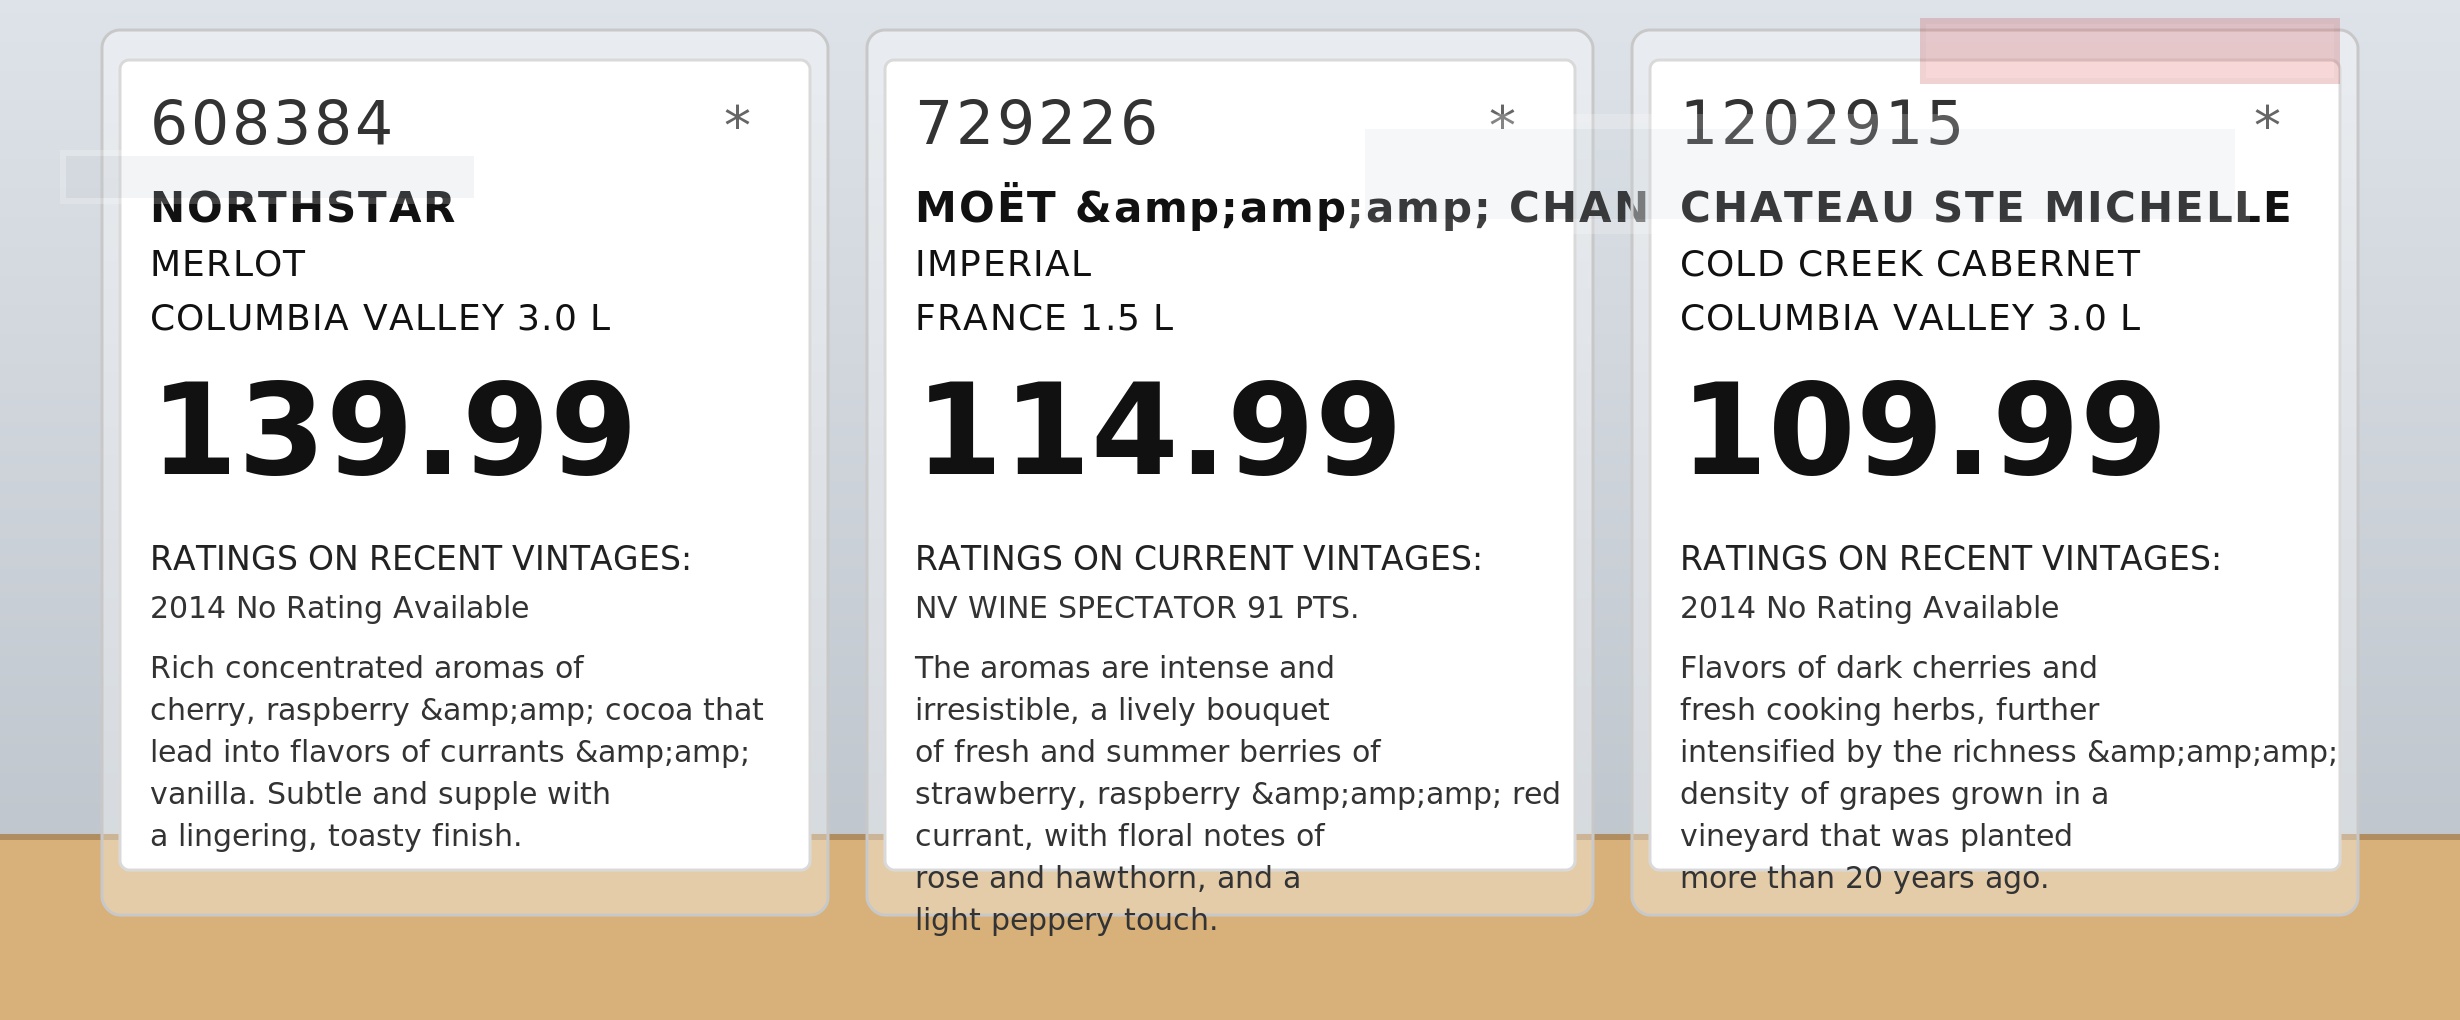 608384 *
NORTHSTAR
MERLOT
COLUMBIA VALLEY 3.0 L
139.99
RATINGS ON RECENT VINTAGES:
2014 No Rating Available
Rich concentrated aromas of
cherry, raspberry &amp;amp; cocoa that
lead into flavors of currants &amp;amp;
vanilla. Subtle and supple with
a lingering, toasty finish.
729226 *
MOËT &amp;amp;amp; CHAN
IMPERIAL
FRANCE 1.5 L
114.99
RATINGS ON CURRENT VINTAGES:
NV WINE SPECTATOR 91 PTS.
The aromas are intense and
irresistible, a lively bouquet
of fresh and summer berries of
strawberry, raspberry &amp;amp;amp; red
currant, with floral notes of
rose and hawthorn, and a
light peppery touch.
1202915 *
CHATEAU STE MICHELLE
COLD CREEK CABERNET
COLUMBIA VALLEY 3.0 L
109.99
RATINGS ON RECENT VINTAGES:
2014 No Rating Available
Flavors of dark cherries and
fresh cooking herbs, further
intensified by the richness &amp;amp;amp;
density of grapes grown in a
vineyard that was planted
more than 20 years ago.